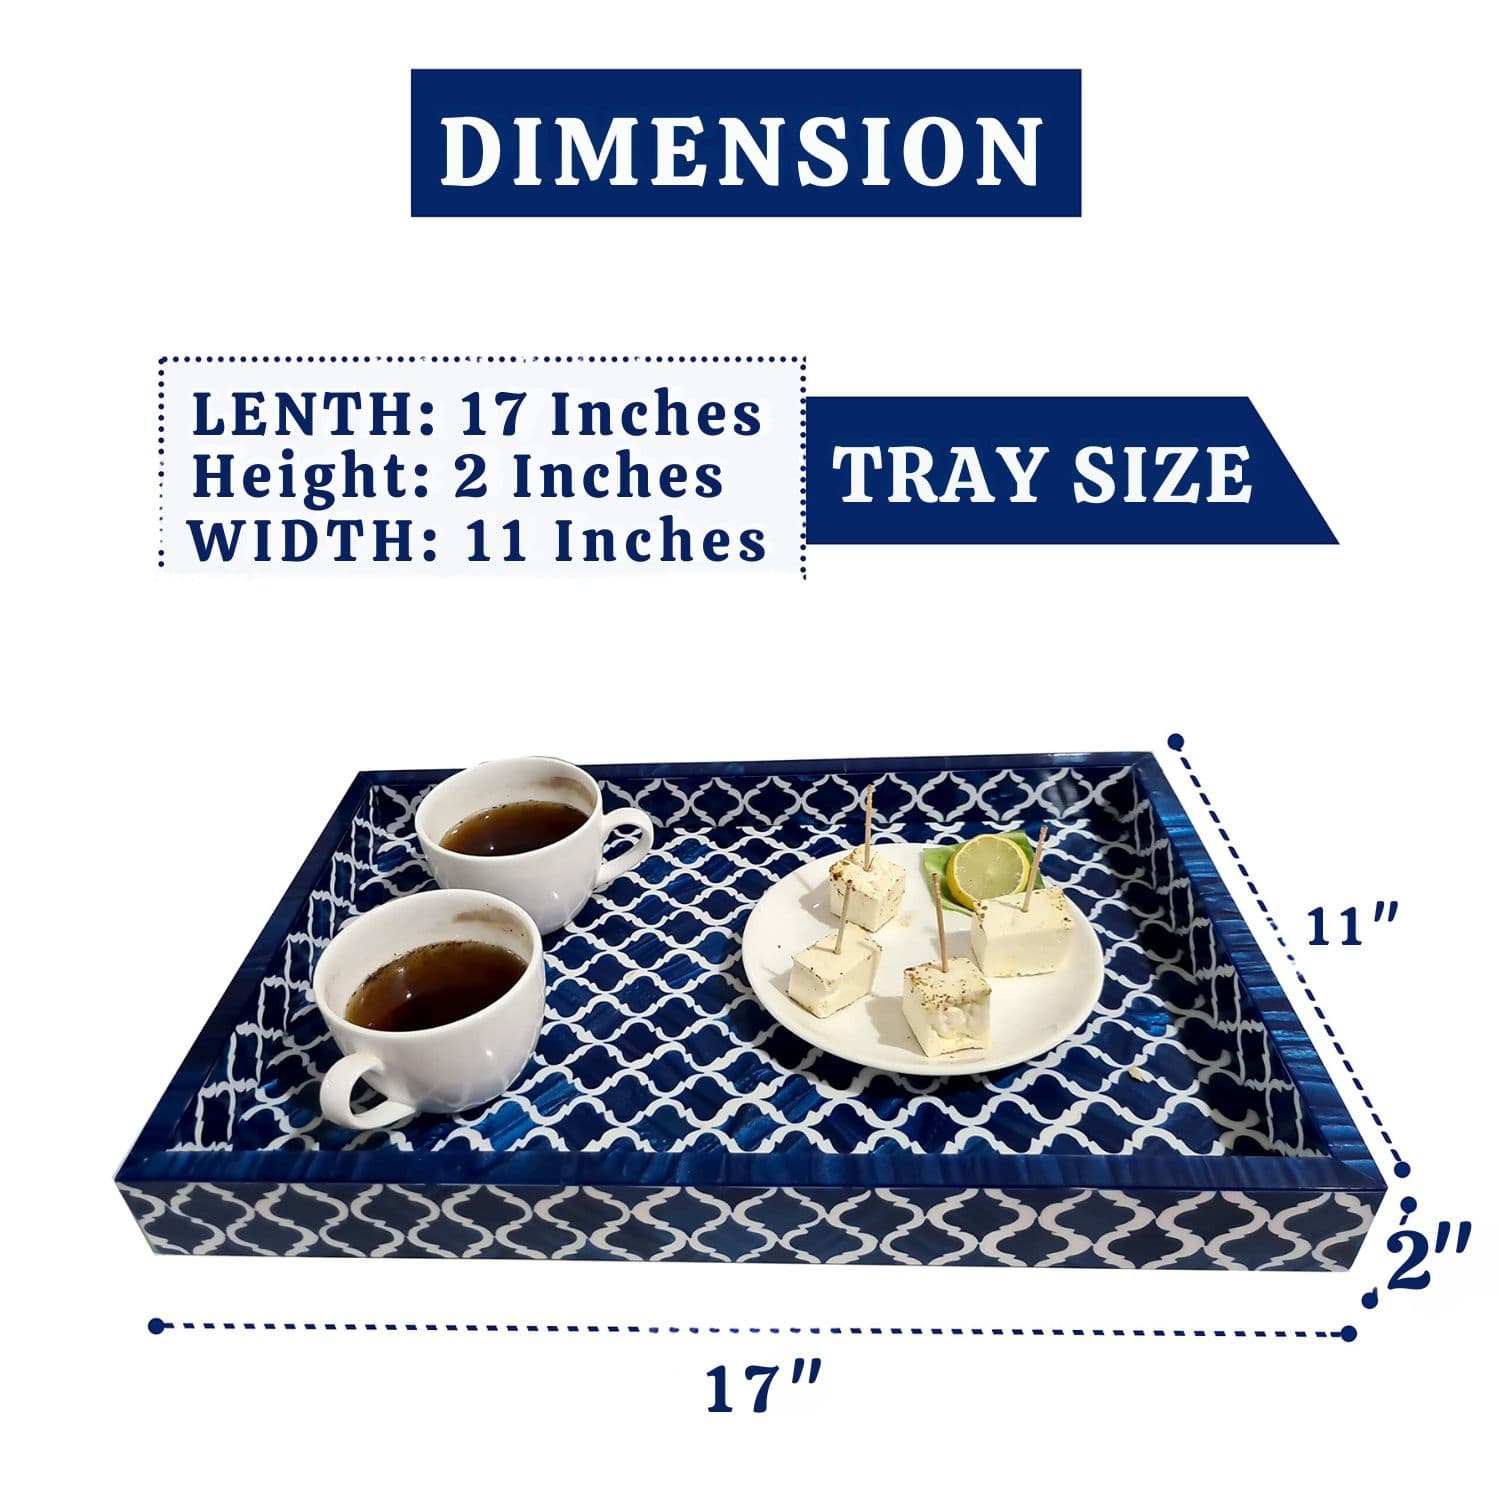 DIMENSION
LENTH: 17 Inches
Height: 2 Inches
WIDTH: 11 Inches
TRAY SIZE
11"
2"
17"